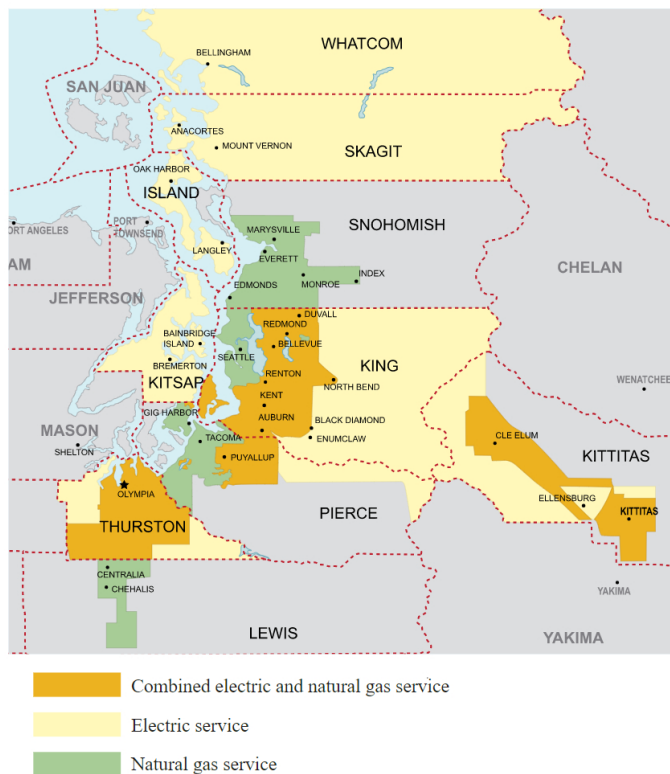 WHATCOM
BELLINGHAM
SAN JUAN
ANACORTES
MOUNT VERNON
SKAGIT
OAK HARBOR
ISLAND
SNOHOMISH
PORT
TOWNSEND
ORT ANGELES
MARYSVILLE
LANGLEY
EVERETT
AM
CHELAN
INDEX
MONROE
JEFFERSON
EDMONDS
DUVALL
REDMOND
BAINBRIDGE
ISLAND
BELLEVUE
SEATTLE
KING
BREMERTON
RENTON
WENATCHEE
KITSAP
NORTH BEND
KENT
GIG HARBOR
AUBURN
BLACK DIAMOND
MASON
ENUMCLAW
TACOMA
CLE ELUM
SHELTON
PUYALLUP
KITTITAS
OLYMPIA
ELLENSBURG
KITTITAS
PIERCE
THURSTON
CENTRALIA
CHEHALIS
YAKIMA
LEWIS
YAKIMA
Combined electric and natural gas service
Electric service
Natural gas service